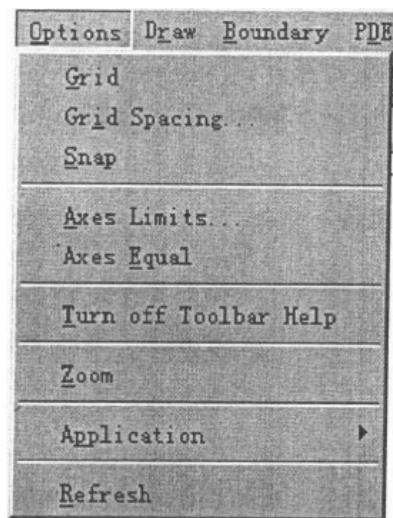 Options Draw Boundary PDE
Grid
Grid Spacing...
Snap
Axes Limits...
Axes Equal
Turn off Toolbar Help
Zoom
Application
Refresh